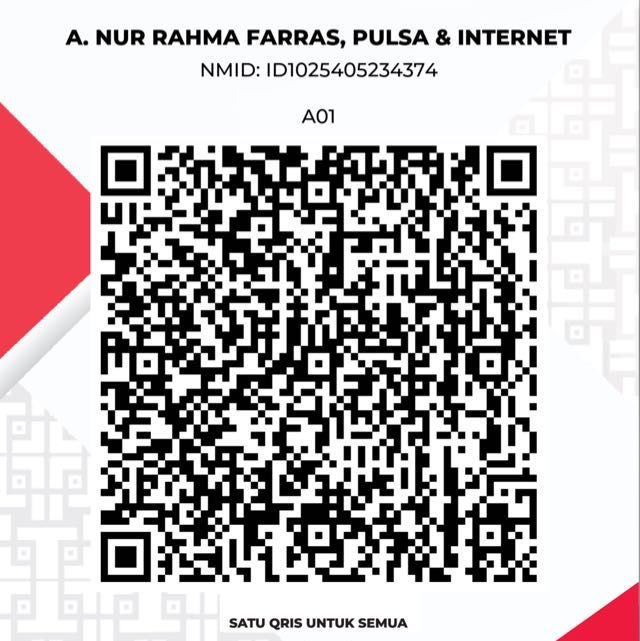 A. NUR RAHMA FARRAS, PULSA & INTERNET
NMID: ID1025405234374
A01
SATU QRIS UNTUK SEMUA